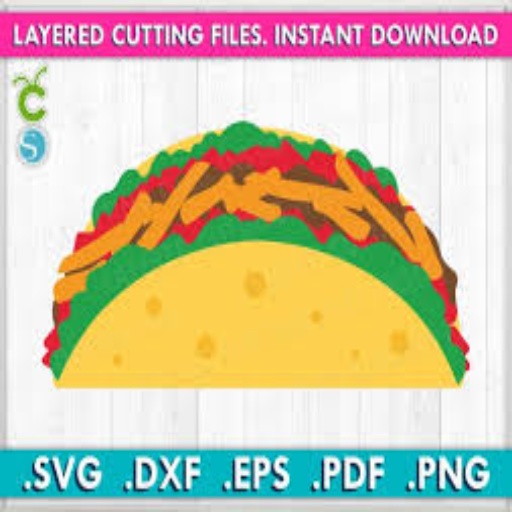 LAYERED CUTTING FILES. INSTANT DOWNLOAD
C
S
.SVG .DXF .EPS .PDF .PNG